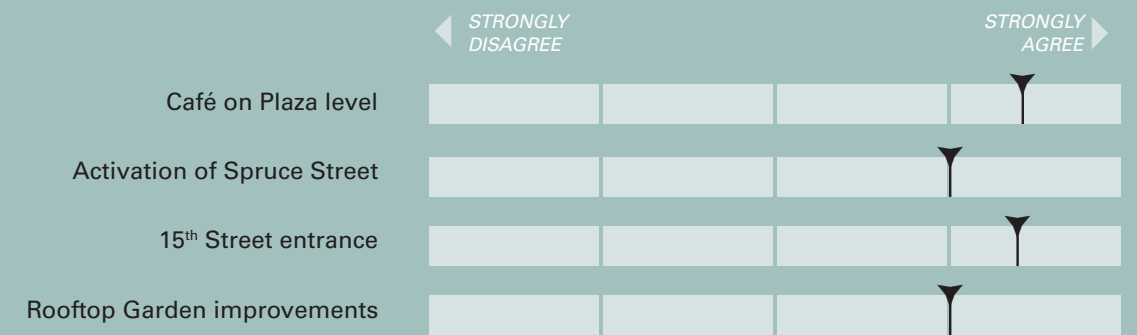 STRONGLY
DISAGREE
STRONGLY
AGREE
Café on Plaza level
Activation of Spruce Street
15th Street entrance
Rooftop Garden improvements